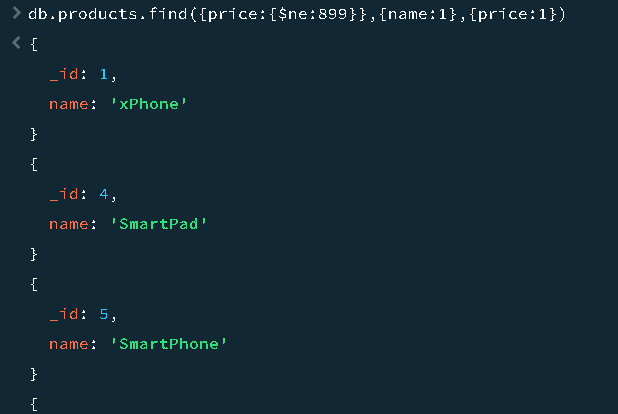 > db.products.find({price:{$ne:899}},{name:1},{price:1})
< {
_id: 1,
name: 'xPhone'
}
{
_id: 4,
name: 'SmartPad'
}
{
_id: 5,
name: 'SmartPhone'
}
{